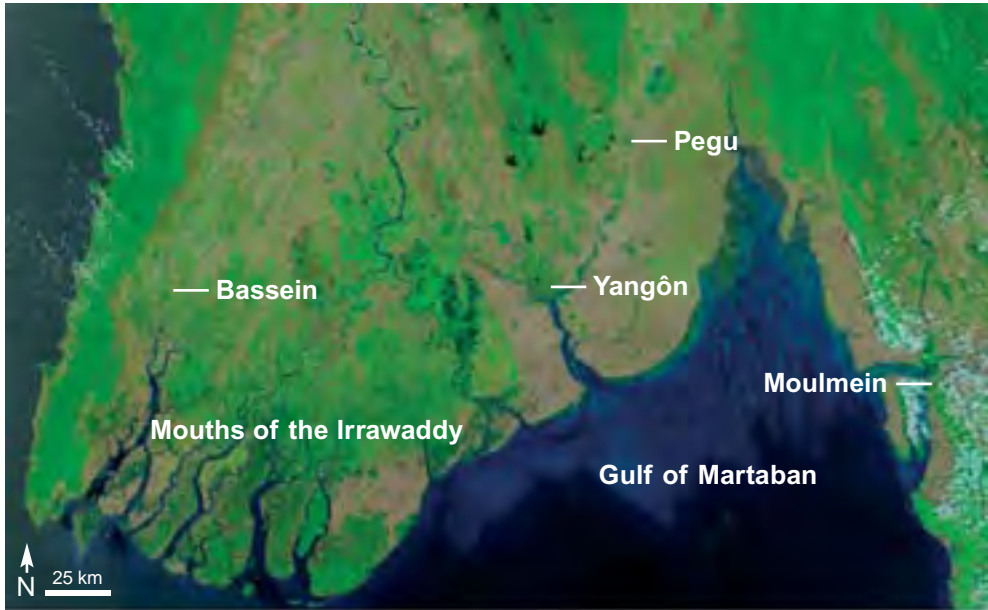 Pegu
Bassein
Yangôn
Moulmein
Mouths of the Irrawaddy
Gulf of Martaban
N
25 km